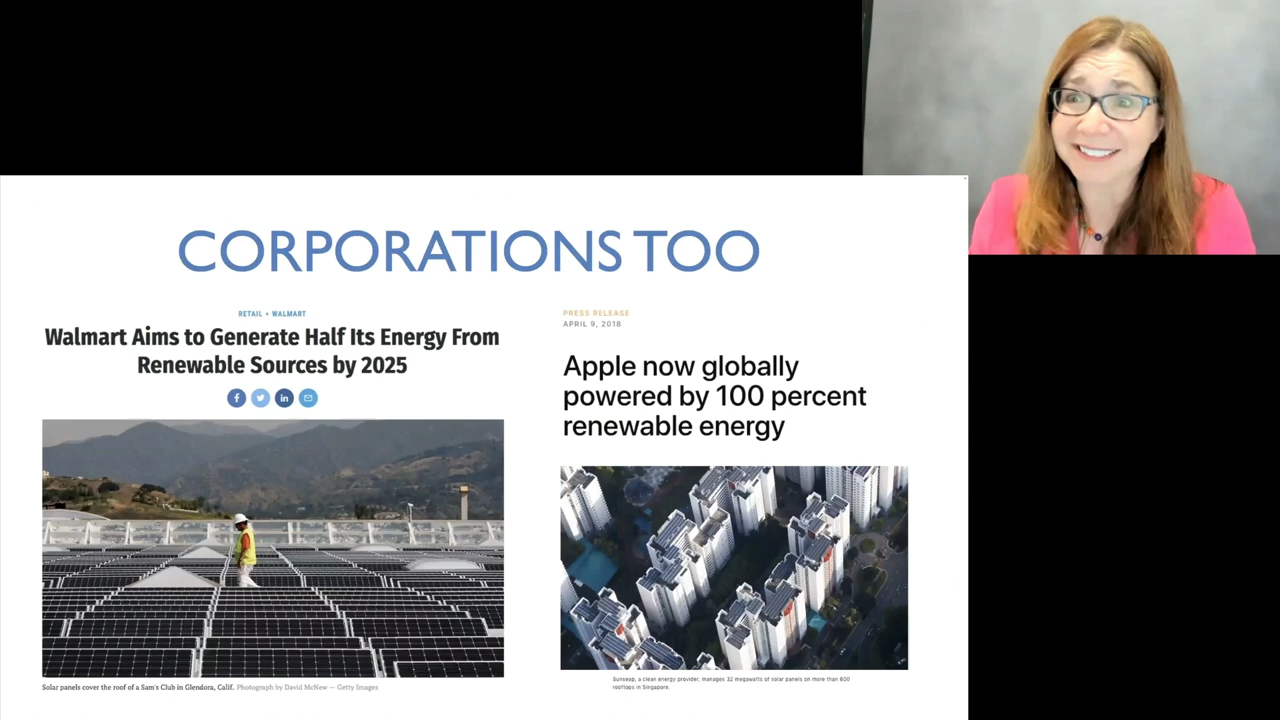 CORPORATIONS TOO
RETAIL • WALMART
Walmart Aims to Generate Half Its Energy From
Renewable Sources by 2025
Solar panels cover the roof of a Sam's Club in Glendora, Calif. Photograph by David McNew — Getty Images
PRESS RELEASE
APRIL 9, 2018
Apple now globally
powered by 100 percent
renewable energy
Sunseap, a clean energy provider, manages 32 megawatts of solar panels on more than 800
rooftops in Singapore.